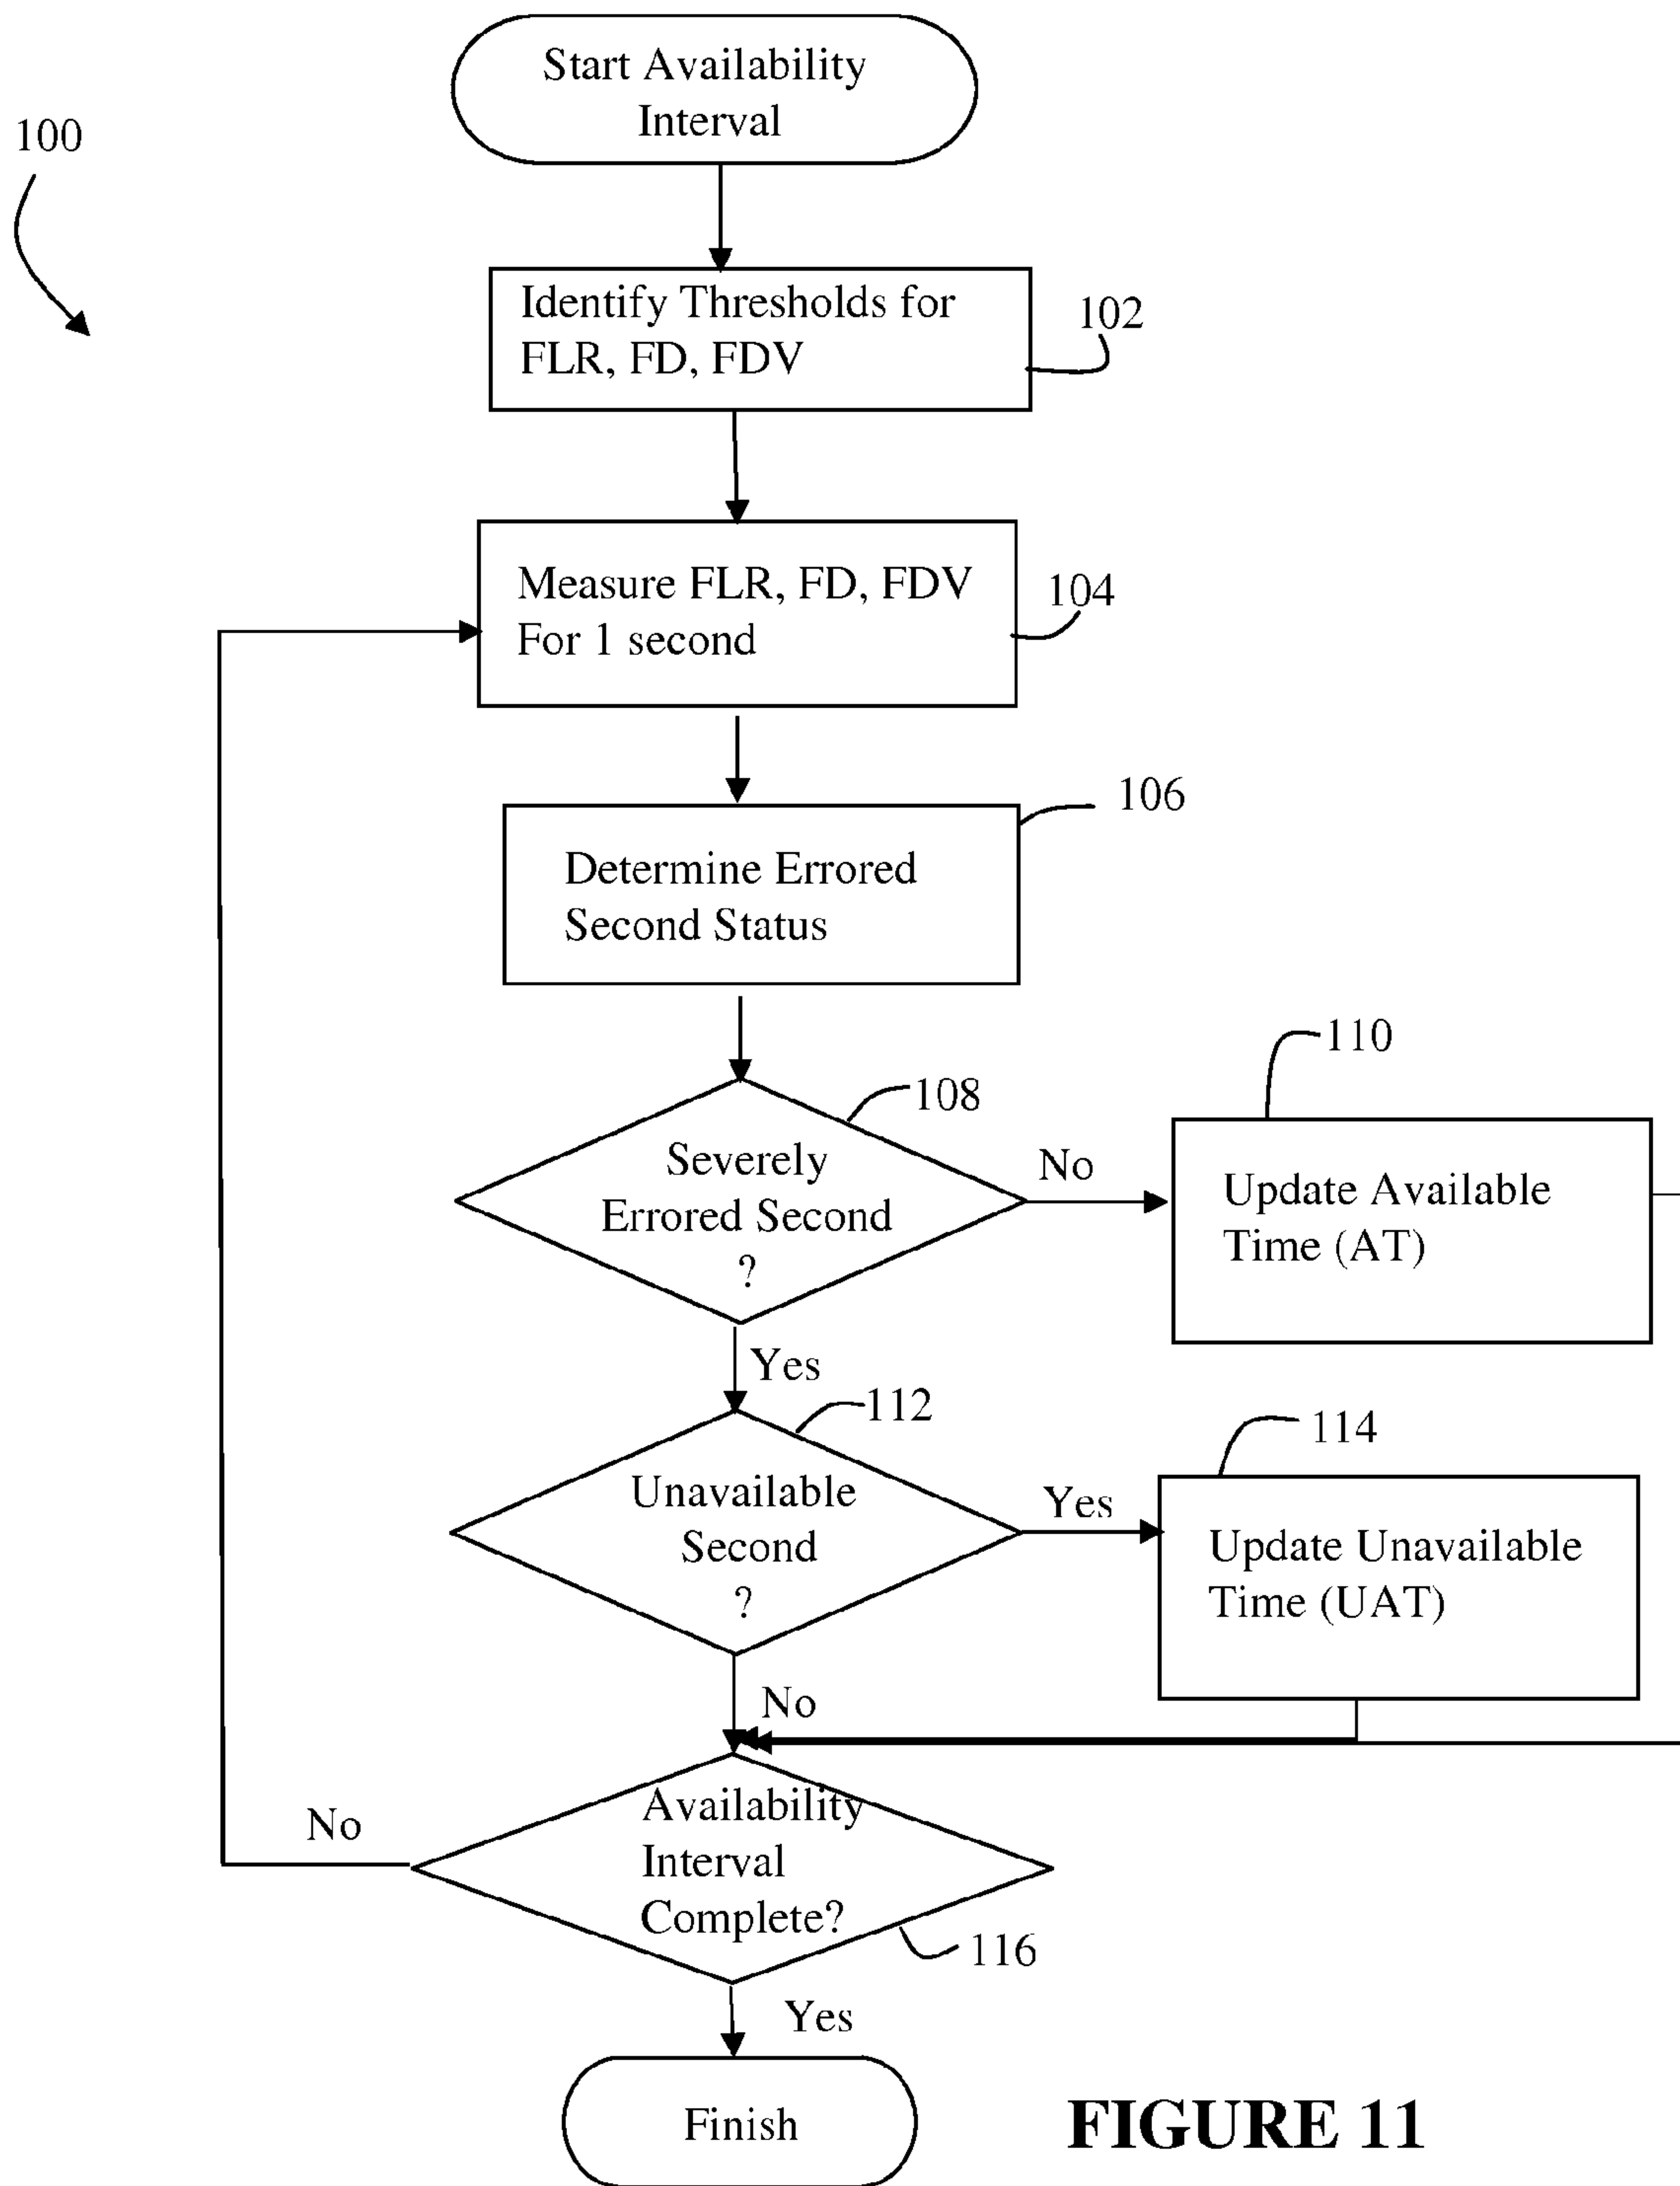 Start Availability
Interval
100
Identify Thresholds for
FLR, FD, FDV
102
Measure FLR, FD, FDV
For 1 second
104
106
Determine Errored
Second Status
110
108
Severely
Errored Second
?
No
Update Available
Time (AT)
Yes
112
114
Unavailable
Second
?
Yes
Update Unavailable
Time (UAT)
No
Availability
Interval
Complete?
No
116
Yes
Finish
FIGURE 11